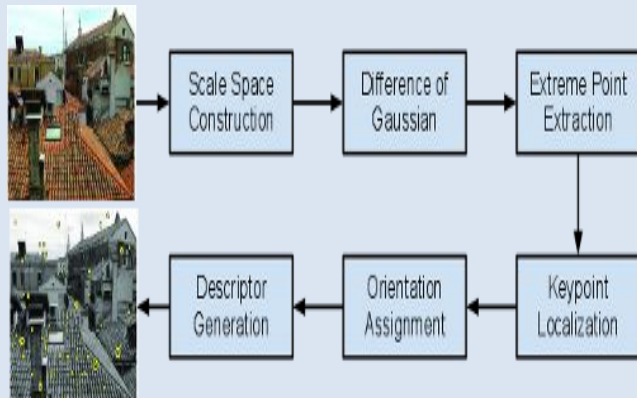 Scale Space
Construction
Difference of
Gaussian
Extreme Point
Extraction
Keypoint
Localization
Orientation
Assignment
Descriptor
Generation